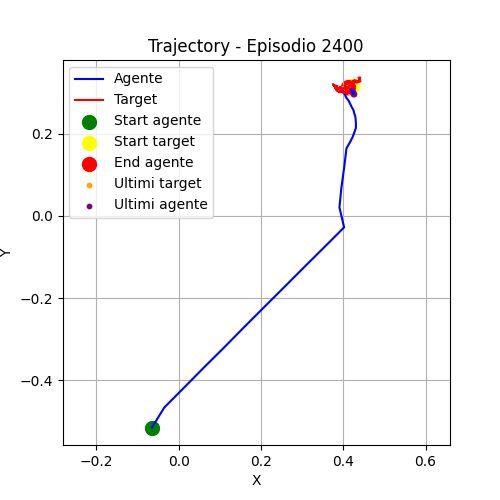 Trajectory - Episodio 2400
Agente
Target
Start agente
Start target
End agente
Ultimi target
Ultimi agente
0.2
0.0
−0.2
−0.4
Y
−0.2
0.0
0.2
0.4
0.6
X